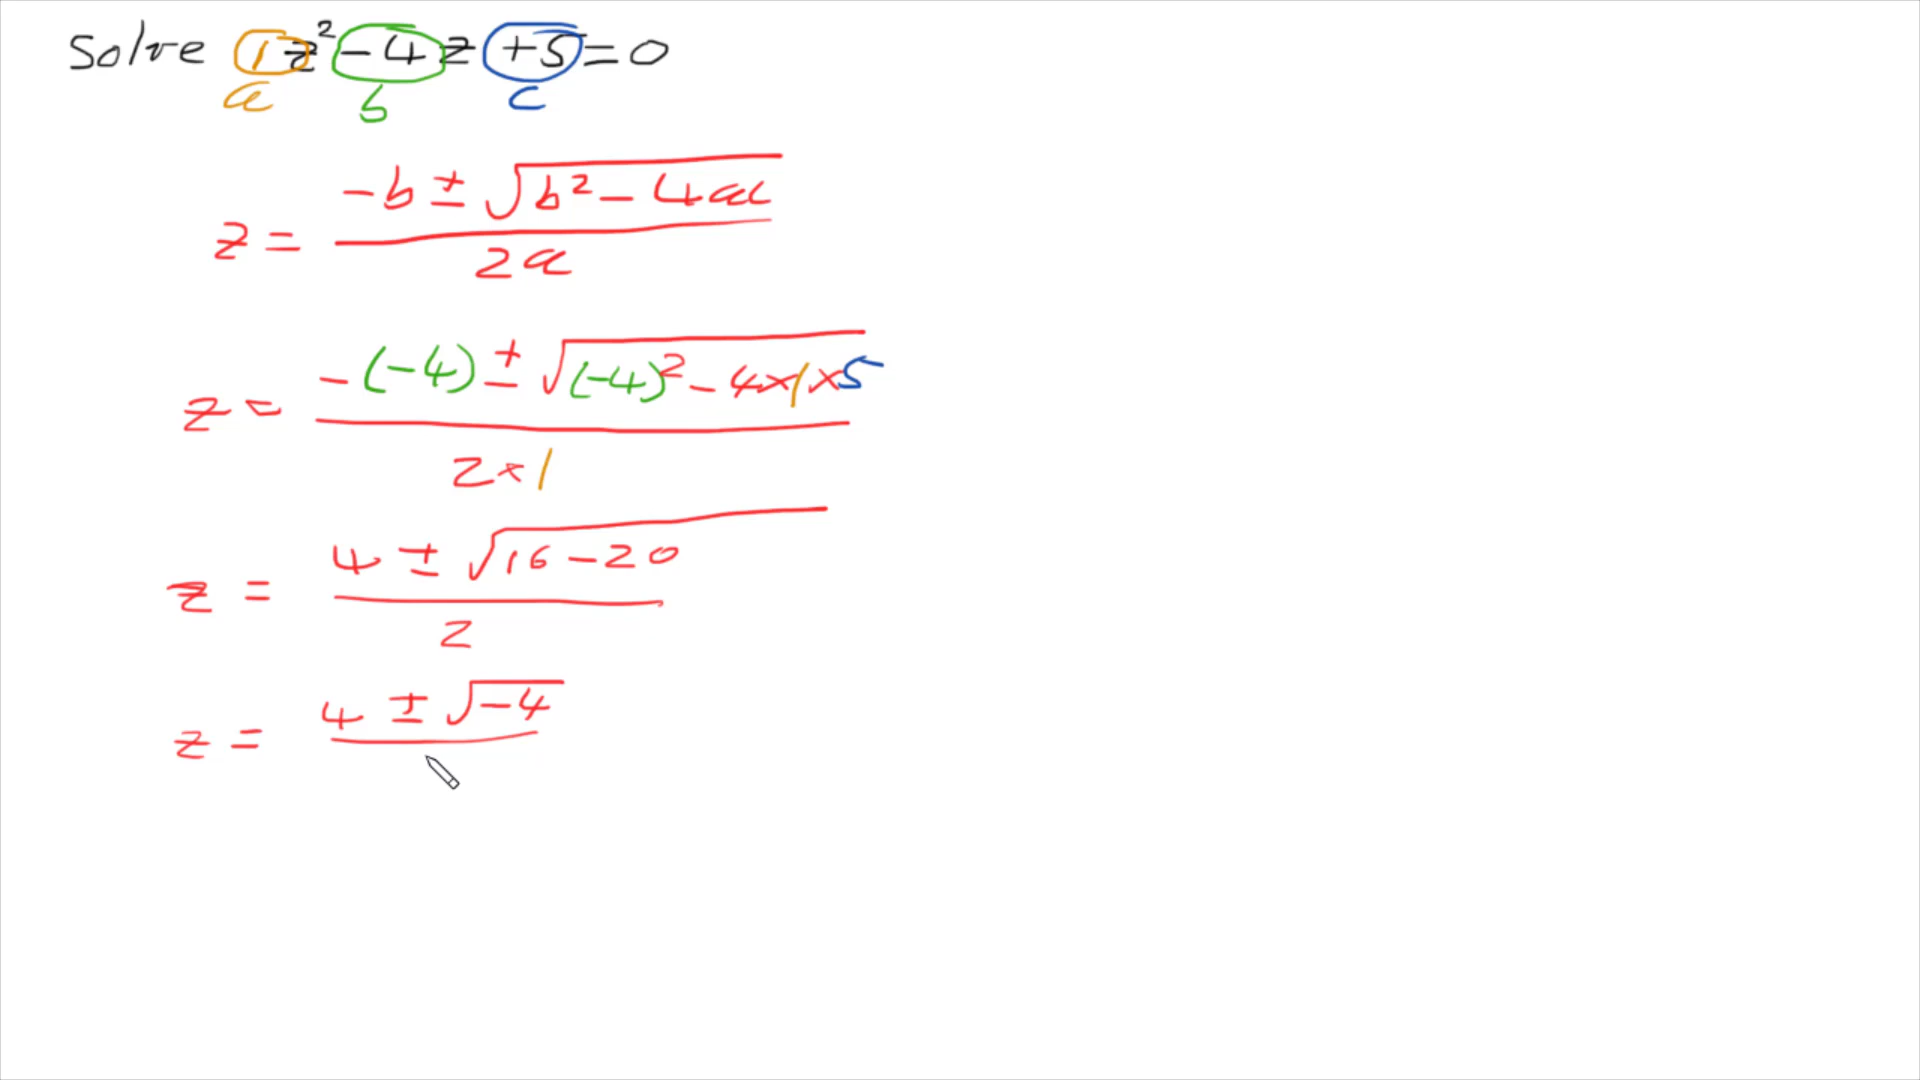 Solve 1z² - 4z + 5 = 0
a b c
z = (-b ± √(b² - 4ac)) / 2a
z = (-(-4) ± √((-4)² - 4×1×5)) / 2×1
z = (4 ± √(16 - 20)) / 2
z = (4 ± √(-4)) /